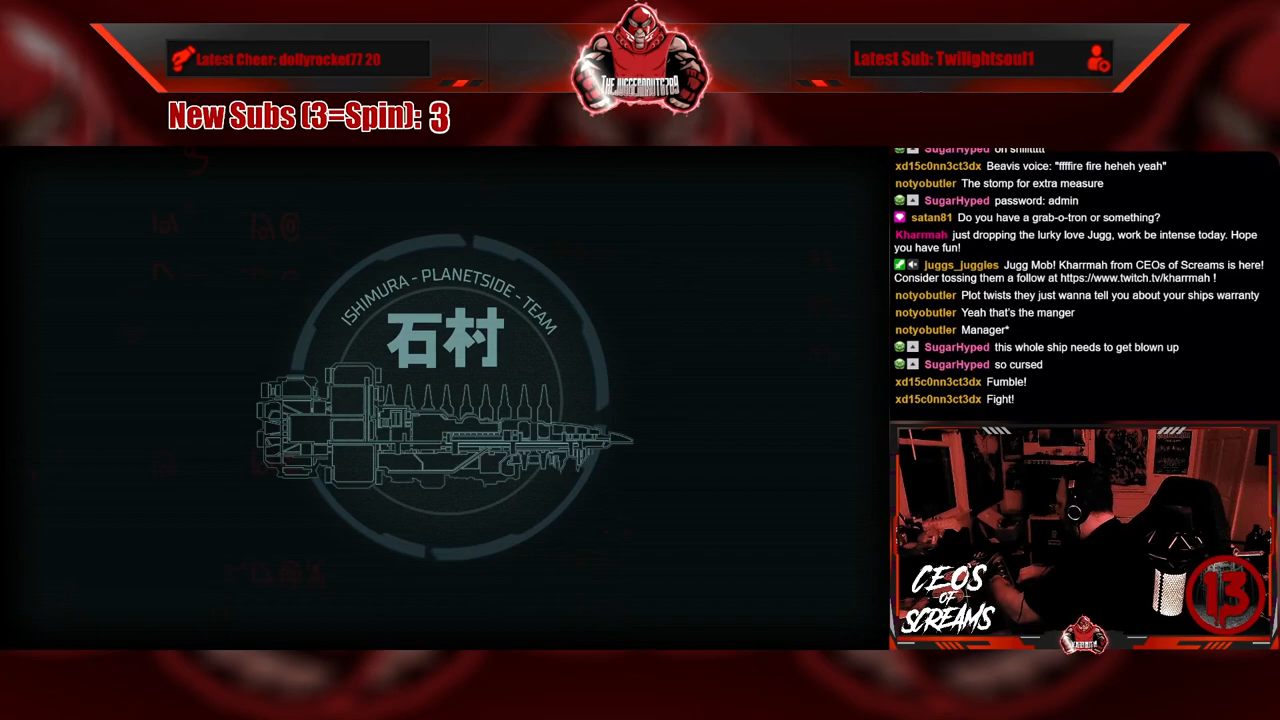 Latest Cheer: dollyrocket77 20
THEJUGGERNAUT6789
Latest Sub: Twilightsoul1
New Subs (3=Spin): 3
ISHIMURA - PLANETSIDE - TEAM
石村
SugarHyped
xd15c0nn3ct3dx Beavis voice: "ffffire fire heheh yeah"
notyobutler The stomp for extra measure
SugarHyped password: admin
satan81 Do you have a grab-o-tron or something?
Kharrmah just dropping the lurky love Jugg, work be intense today. Hope
you have fun!
juggs_juggles Jugg Mob! Kharrmah from CEOs of Screams is here!
Consider tossing them a follow at https://www.twitch.tv/kharrmah !
notyobutler Plot twists they just wanna tell you about your ships warranty
notyobutler Yeah that's the manger
notyobutler Manager*
SugarHyped this whole ship needs to get blown up
SugarHyped so cursed
xd15c0nn3ct3dx Fumble!
xd15c0nn3ct3dx Fight!
CEOS
OF
SCREAMS
13